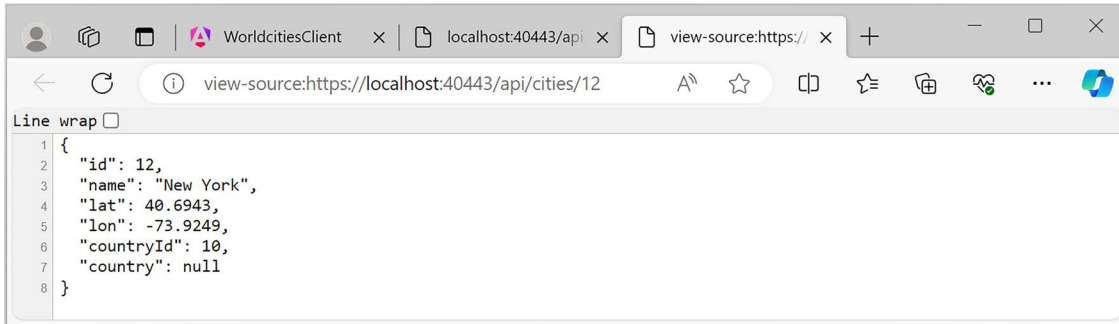 WorldcitiesClient
localhost:40443/api
view-source:https://
view-source:https://localhost:40443/api/cities/12
Line wrap
1 {
2 "id": 12,
3 "name": "New York",
4 "lat": 40.6943,
5 "lon": -73.9249,
6 "countryId": 10,
7 "country": null
8 }